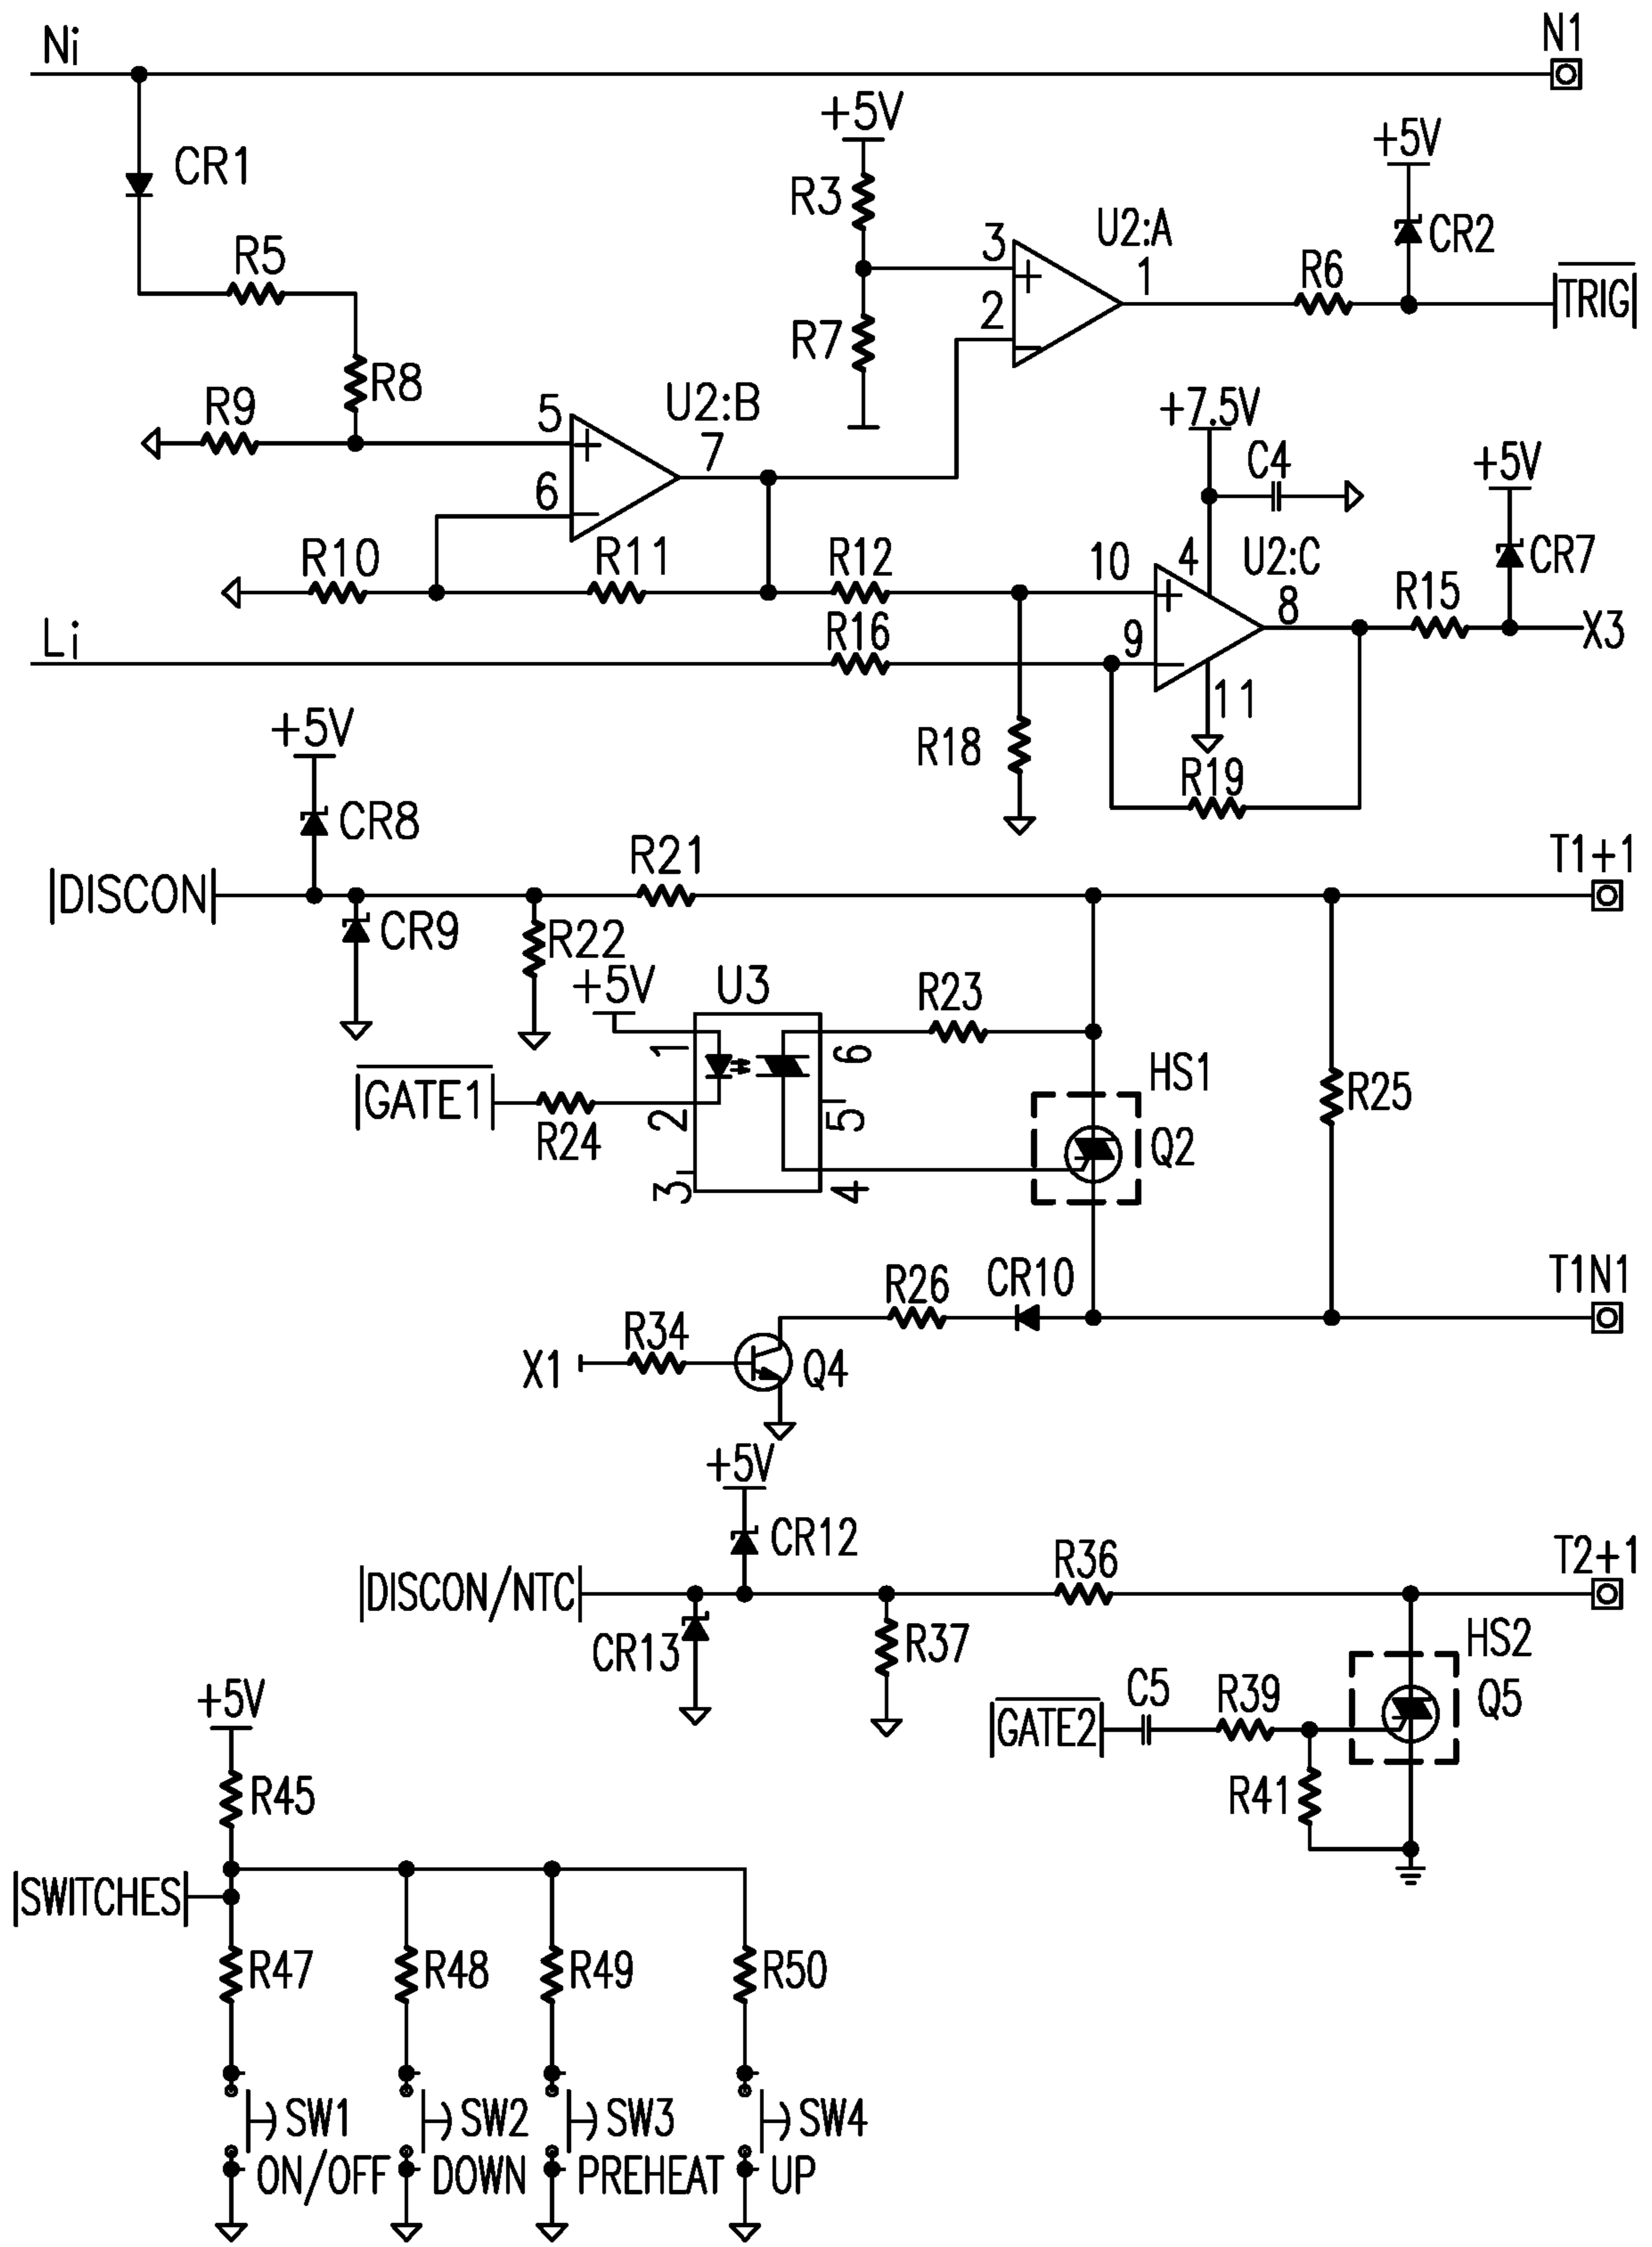 Ni
N1
CR1
+5V
+5V
R3
U2:A
3
1
+
CR2
R5
R6
TRIG
2
R7
−
R8
R9
U2:B
+7.5V
5
7
+
C4
+5V
6
−
R10
R11
R12
10
4
U2:C
CR7
+
8
R15
X3
Li
R16
9
−
11
+5V
R18
R19
CR8
R21
T1+1
DISCON
CR9
R22
+5V
U3
R23
1
6
HS1
GATE1
R24
2
5
Q2
R25
3
4
R26
CR10
T1N1
R34
X1
Q4
+5V
CR12
R36
T2+1
DISCON/NTC
CR13
R37
HS2
+5V
C5
R39
Q5
GATE2
R45
R41
SWITCHES
R47
R48
R49
R50
SW1
SW2
SW3
SW4
ON/OFF
DOWN
PREHEAT
UP